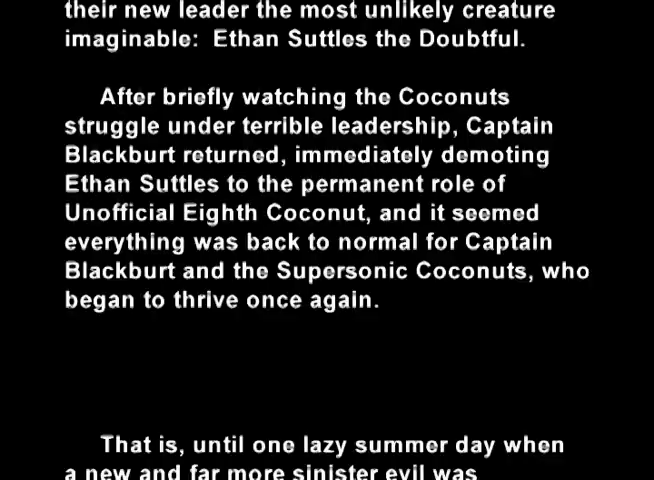 their new leader the most unlikely creature
imaginable:  Ethan Suttles the Doubtful.
After briefly watching the Coconuts
struggle under terrible leadership, Captain
Blackburt returned, immediately demoting
Ethan Suttles to the permanent role of
Unofficial Eighth Coconut, and it seemed
everything was back to normal for Captain
Blackburt and the Supersonic Coconuts, who
began to thrive once again.
That is, until one lazy summer day when
a new and far more sinister evil was